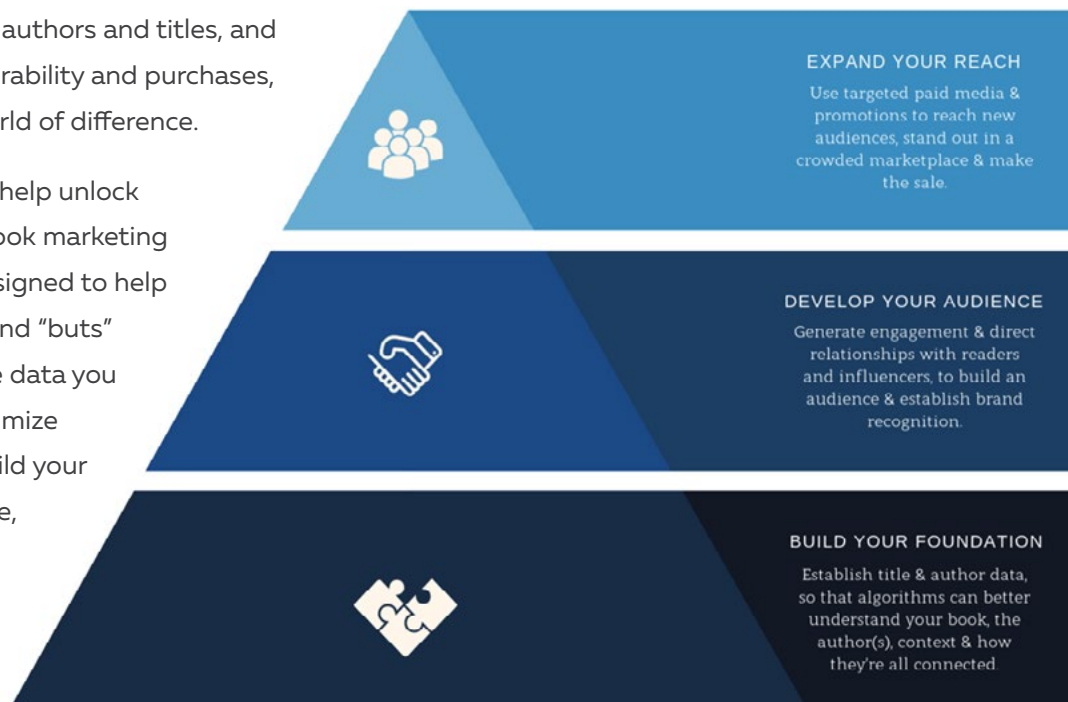 authors and titles, and
rability and purchases,
rld of difference.
help unlock
ook marketing
signed to help
nd “buts”
e data you
mize
ild your
e,
EXPAND YOUR REACH
Use targeted paid media &
promotions to reach new
audiences, stand out in a
crowded marketplace & make
the sale.
DEVELOP YOUR AUDIENCE
Generate engagement & direct
relationships with readers
and influencers, to build an
audience & establish brand
recognition.
BUILD YOUR FOUNDATION
Establish title & author data,
so that algorithms can better
understand your book, the
author(s), context & how
they're all connected.